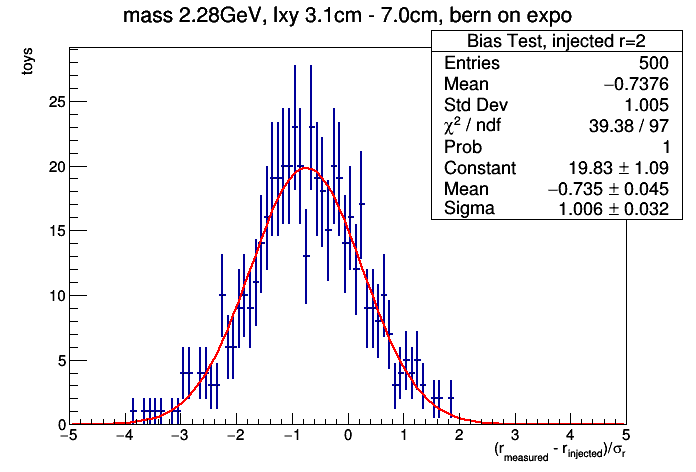 mass 2.28GeV, lxy 3.1cm - 7.0cm, bern on expo
Bias Test, injected r=2
Entries 500
Mean −0.7376
Std Dev 1.005
χ² / ndf 39.38 / 97
Prob 1
Constant 19.83 ± 1.09
Mean −0.735 ± 0.045
Sigma 1.006 ± 0.032
toys
25
20
15
10
5
0
−5 −4 −3 −2 −1 0 1 2 3 4 5
(r_measured - r_injected)/σ_r